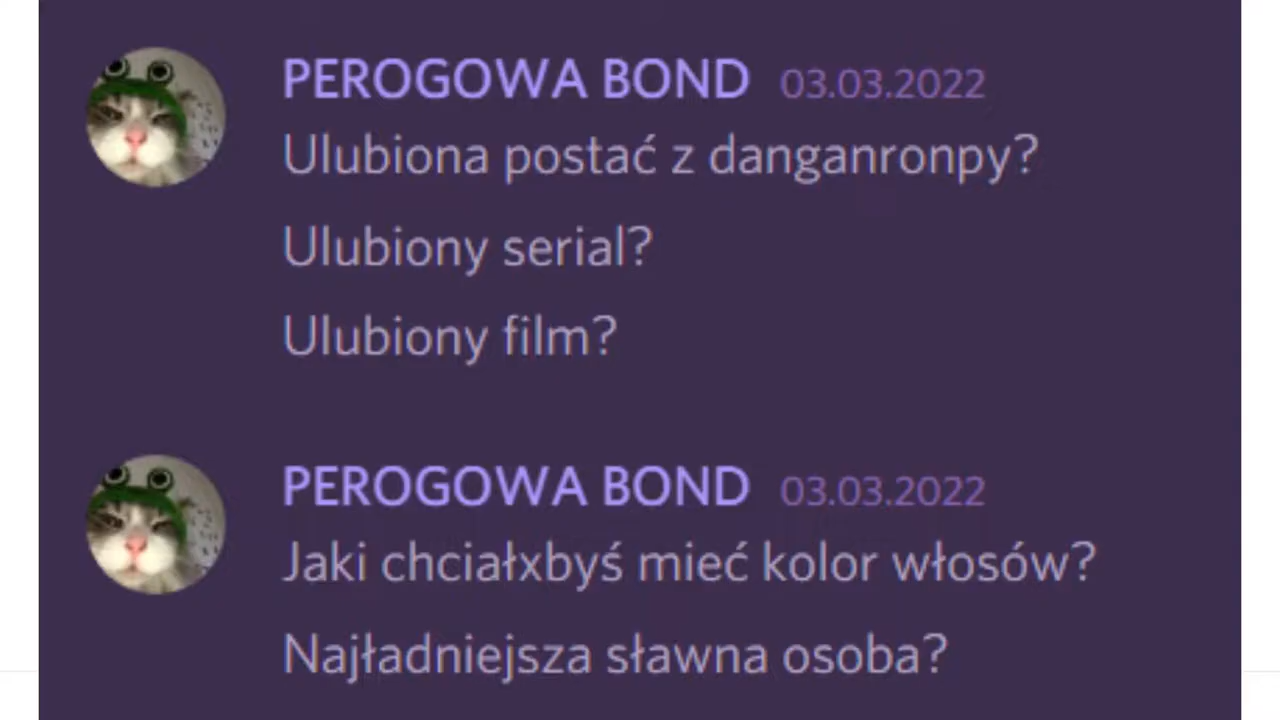 PEROGOWA BOND 03.03.2022
Ulubiona postać z danganronpy?
Ulubiony serial?
Ulubiony film?
PEROGOWA BOND 03.03.2022
Jaki chciałxbyś mieć kolor włosów?
Najładniejsza sławna osoba?